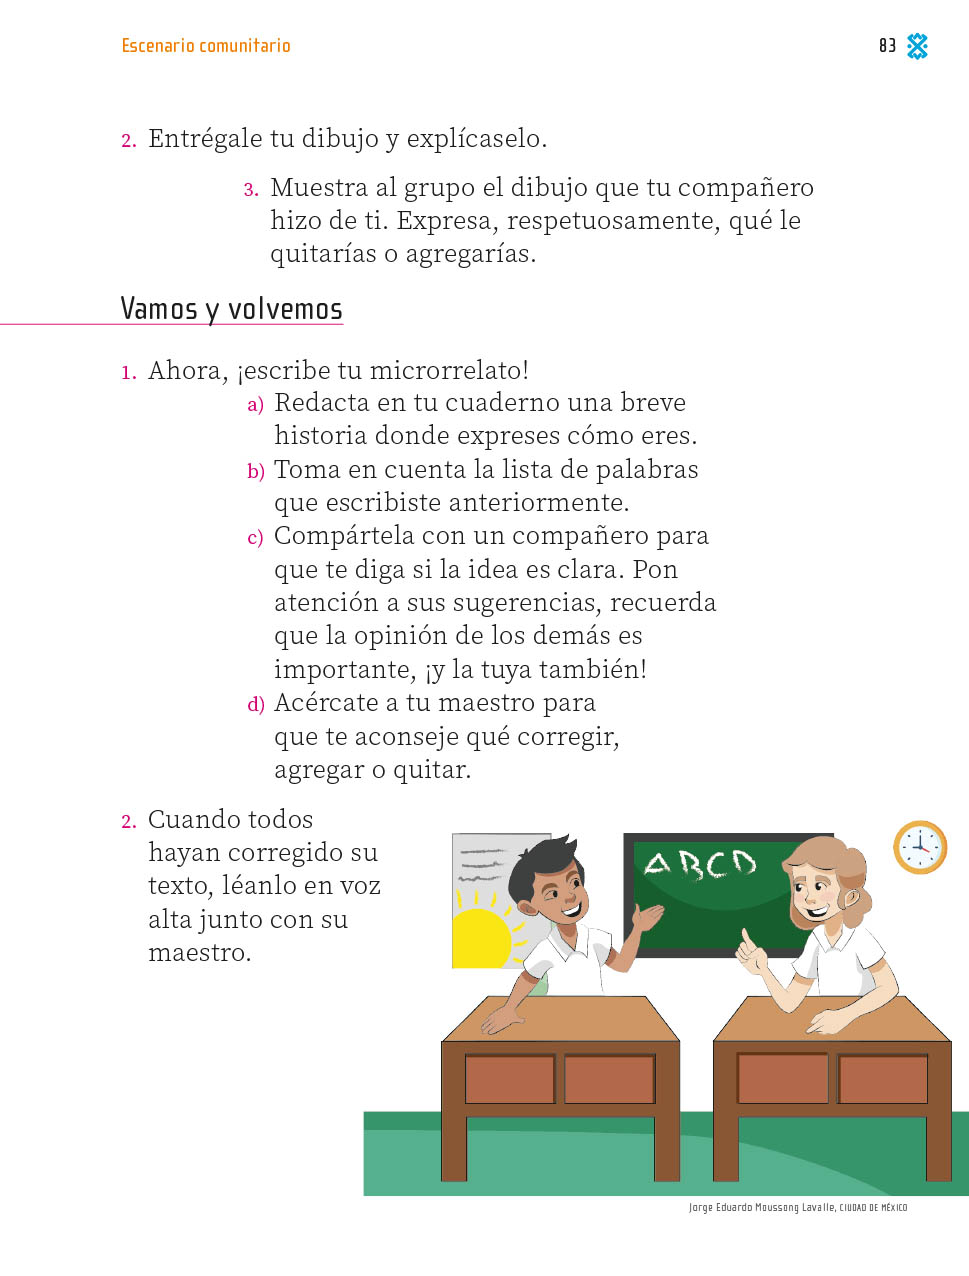 Escenario comunitario
83
2. Entrégale tu dibujo y explícaselo.
3. Muestra al grupo el dibujo que tu compañero
hizo de ti. Expresa, respetuosamente, qué le
quitarías o agregarías.
Vamos y volvemos
1. Ahora, ¡escribe tu microrrelato!
a) Redacta en tu cuaderno una breve
historia donde expreses cómo eres.
b) Toma en cuenta la lista de palabras
que escribiste anteriormente.
c) Compártela con un compañero para
que te diga si la idea es clara. Pon
atención a sus sugerencias, recuerda
que la opinión de los demás es
importante, ¡y la tuya también!
d) Acércate a tu maestro para
que te aconseje qué corregir,
agregar o quitar.
2. Cuando todos
hayan corregido su
texto, léanlo en voz
alta junto con su
maestro.
ABCD
Jorge Eduardo Moussong Lavalle, CIUDAD DE MÉXICO